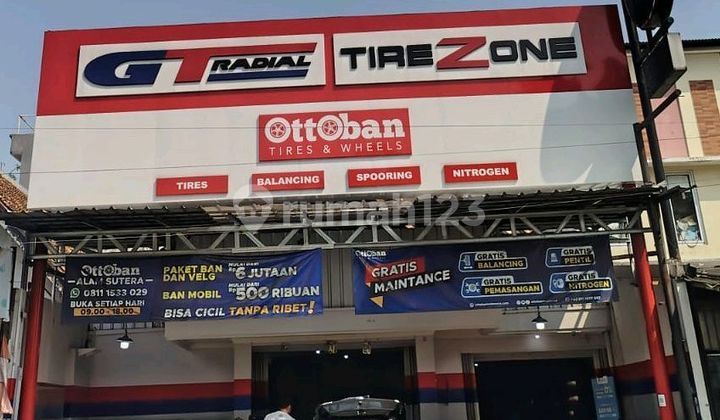 GT RADIAL
TIREZONE
OttOban
TIRES & WHEELS
TIRES
BALANCING
SPOORING
NITROGEN
rumah123
OttOban
ALAM SUTERA
0811 1533 029
BUKA SETIAP HARI
09.00 - 18.00
PAKET BAN
DAN VELG
MULAI DARI
Rp 6 JUTAAN
BAN MOBIL
MULAI DARI
500 RIBUAN
BISA CICIL TANPA RIBET!
OttOban
GRATIS
MAINTANCE
GRATIS
BALANCING
GRATIS
PENTIL
GRATIS
PEMASANGAN
GRATIS
NITROGEN